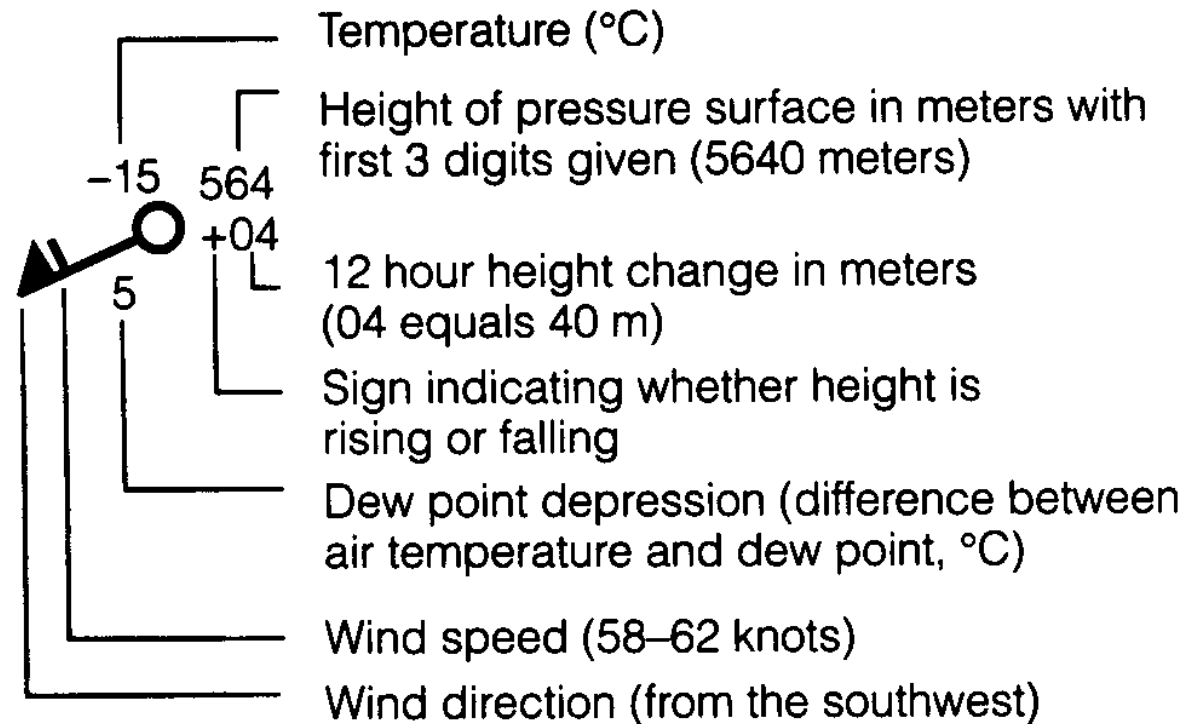 Temperature (°C)
Height of pressure surface in meters with
first 3 digits given (5640 meters)
–15 564
+04
5
12 hour height change in meters
(04 equals 40 m)
Sign indicating whether height is
rising or falling
Dew point depression (difference between
air temperature and dew point, °C)
Wind speed (58–62 knots)
Wind direction (from the southwest)